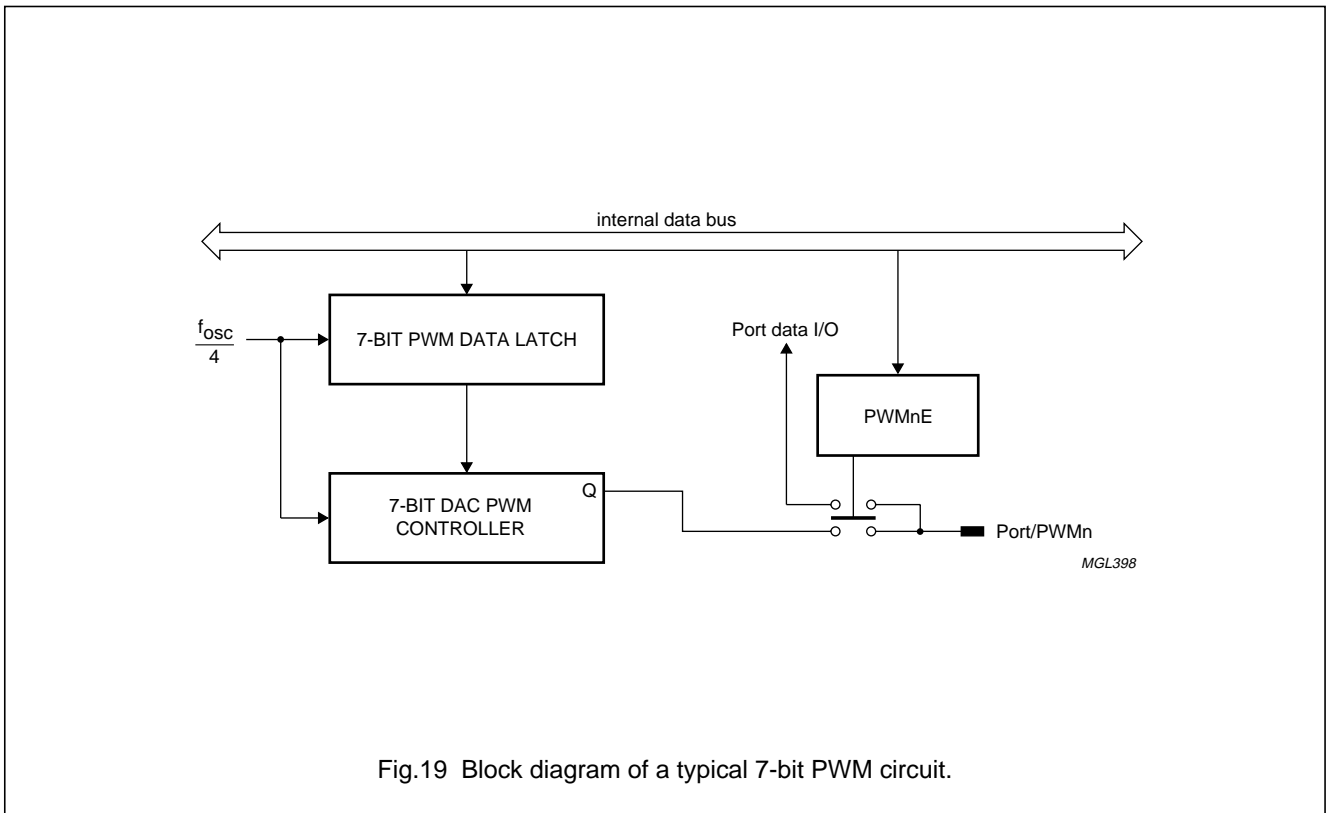 internal data bus
fosc
4
7-BIT PWM DATA LATCH
Port data I/O
PWMnE
7-BIT DAC PWM
CONTROLLER
Q
Port/PWMn
MGL398
Fig.19 Block diagram of a typical 7-bit PWM circuit.